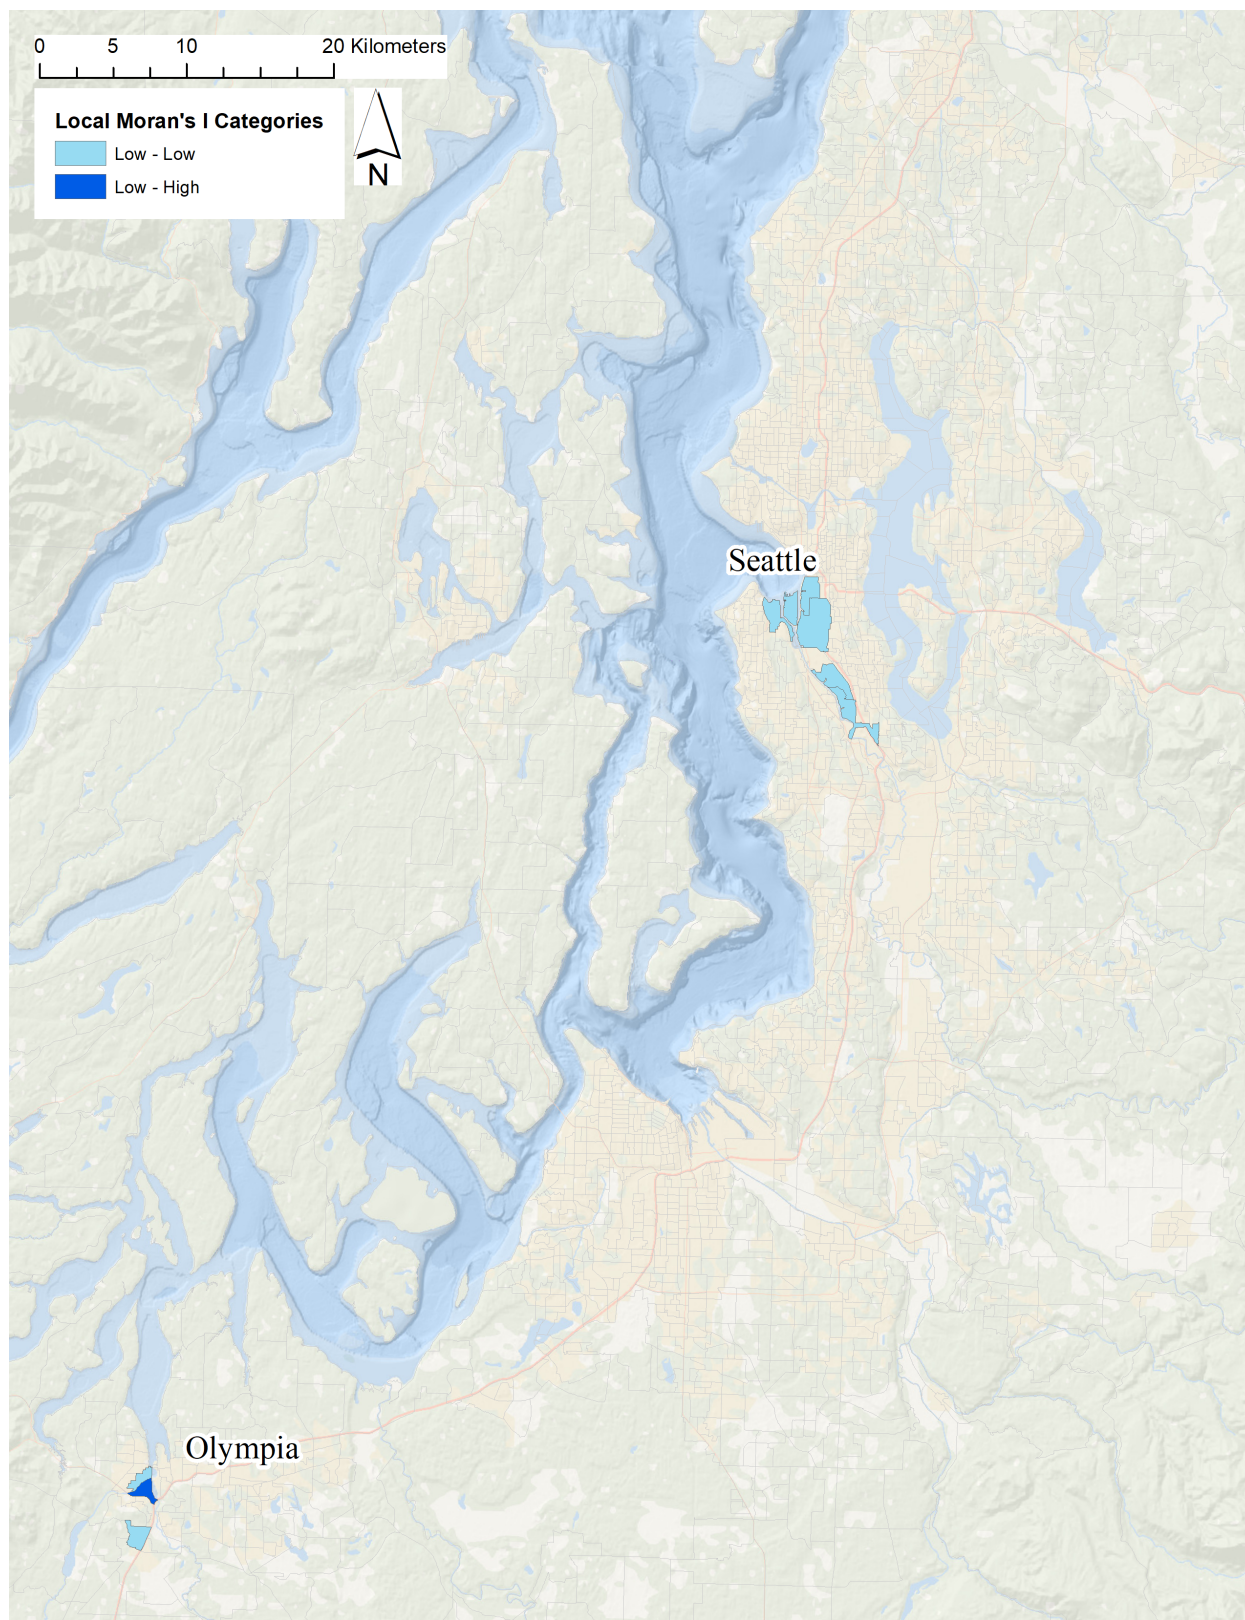 0 5 10 20 Kilometers
Local Moran's I Categories
Low - Low
Low - High
N
Seattle
Olympia